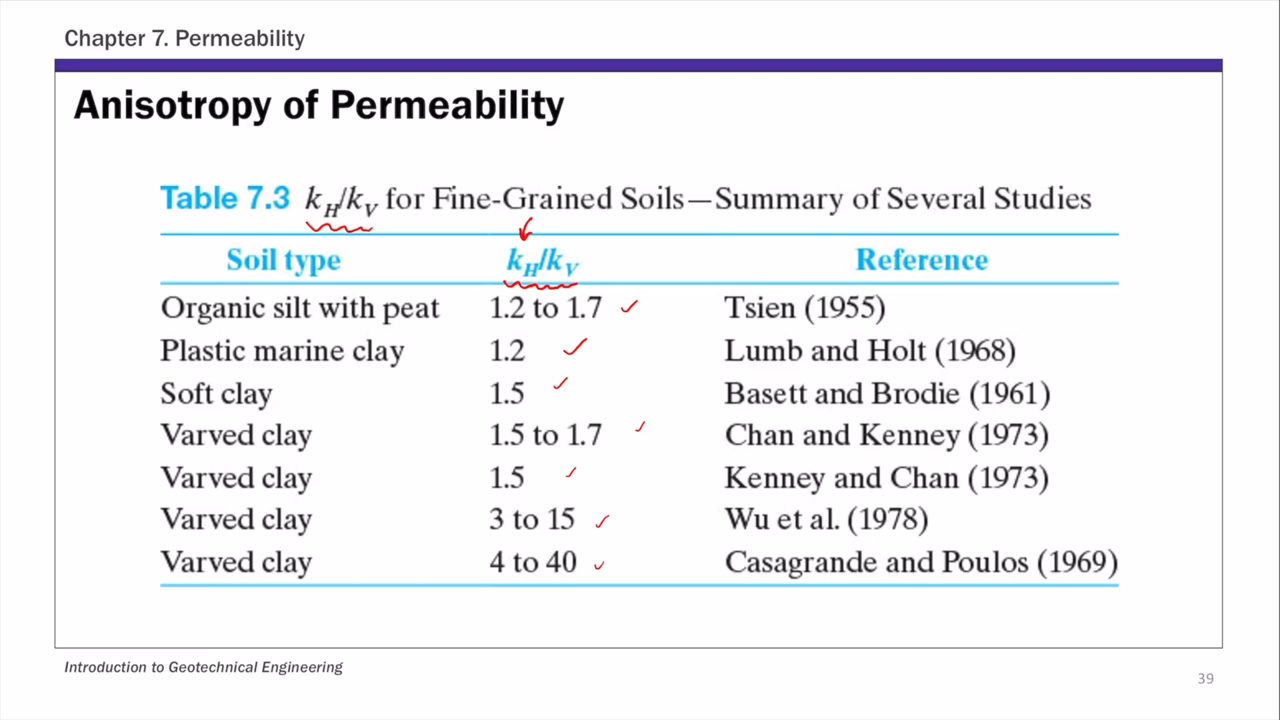 Chapter 7. Permeability
Anisotropy of Permeability
Table 7.3 kH/kV for Fine-Grained Soils—Summary of Several Studies
Soil type kH/kV Reference
Organic silt with peat 1.2 to 1.7 Tsien (1955)
Plastic marine clay 1.2 Lumb and Holt (1968)
Soft clay 1.5 Basett and Brodie (1961)
Varved clay 1.5 to 1.7 Chan and Kenney (1973)
Varved clay 1.5 Kenney and Chan (1973)
Varved clay 3 to 15 Wu et al. (1978)
Varved clay 4 to 40 Casagrande and Poulos (1969)
Introduction to Geotechnical Engineering
39